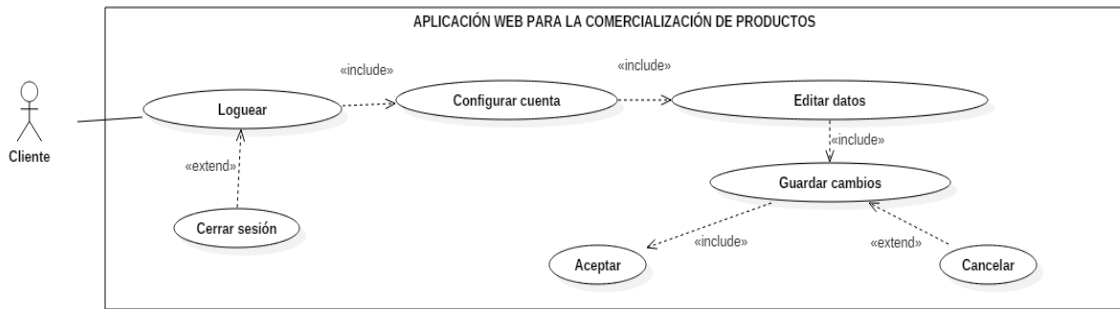 APLICACIÓN WEB PARA LA COMERCIALIZACIÓN DE PRODUCTOS
«include»
«include»
Loguear
Configurar cuenta
Editar datos
Cliente
«include»
«extend»
Guardar cambios
Cerrar sesión
«include»
«extend»
Aceptar
Cancelar